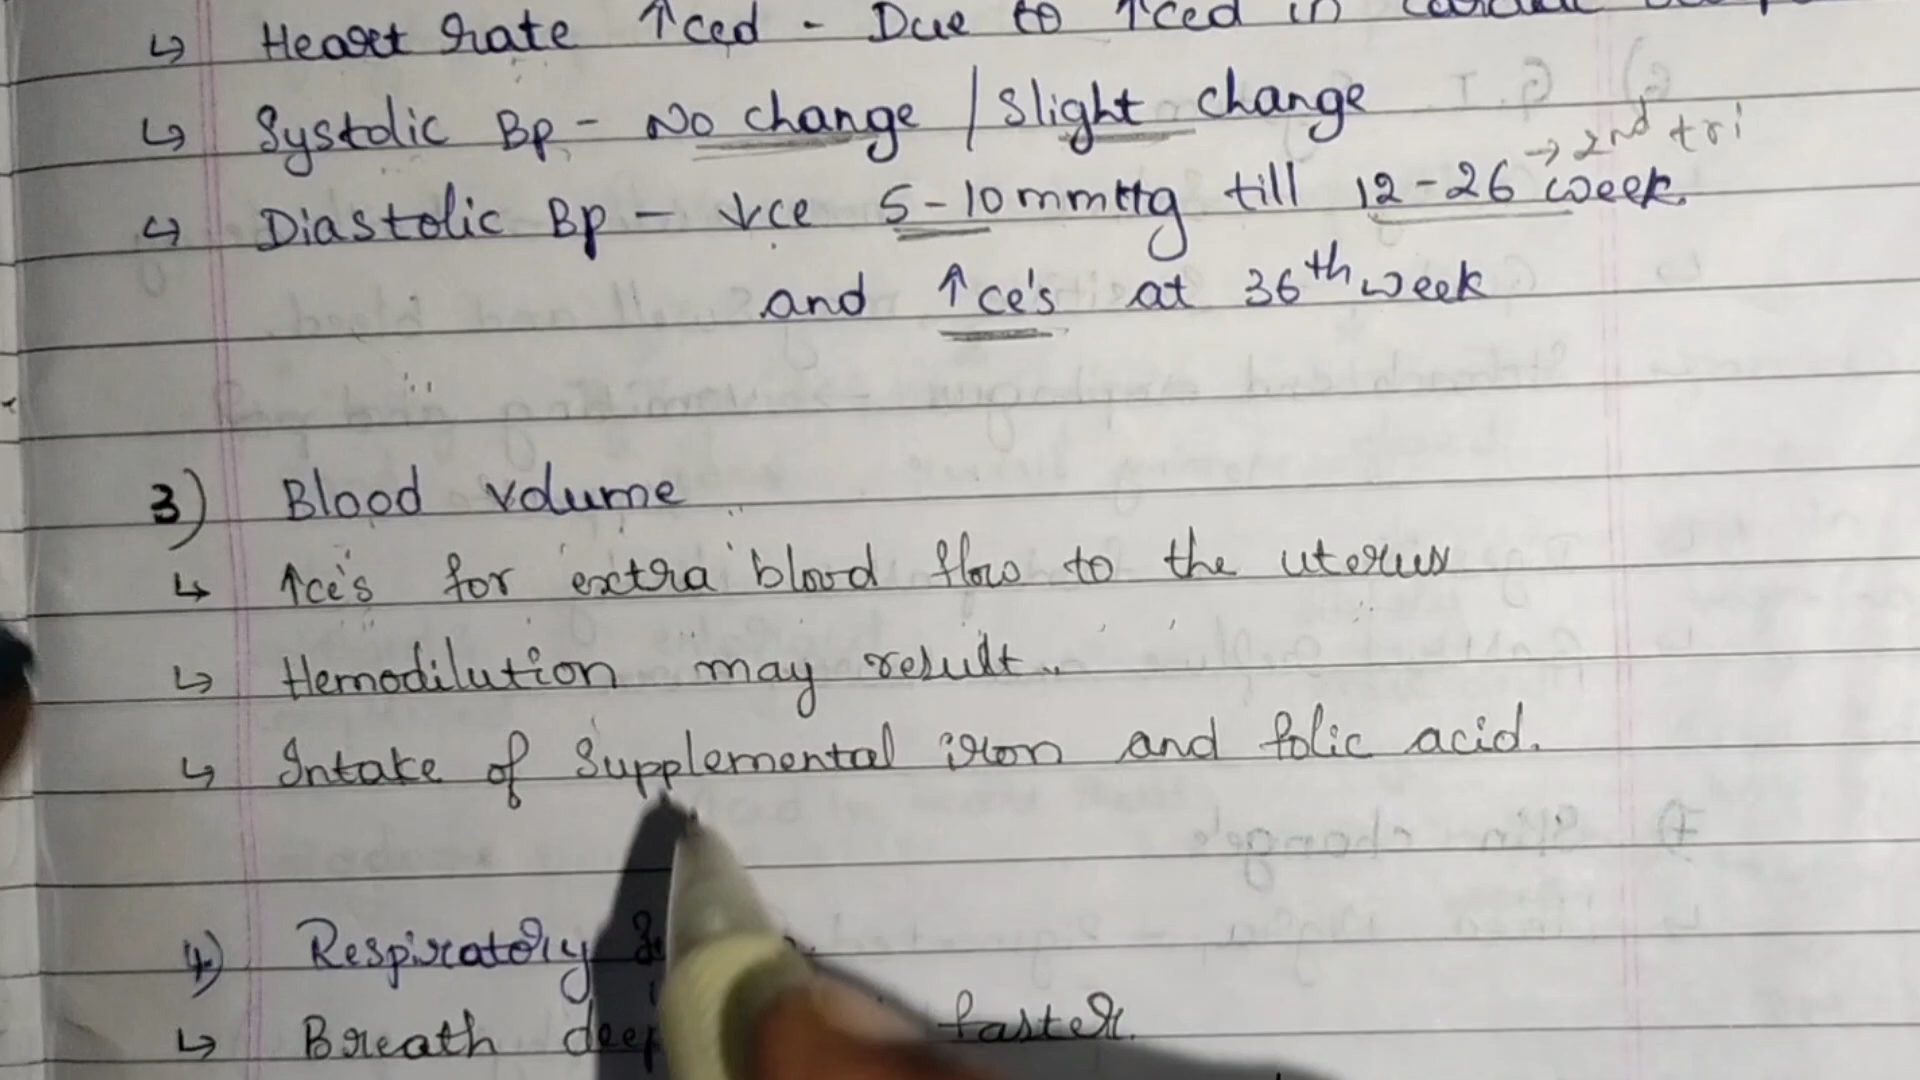 ↳ Heart rate ↑ced - Due to ↑ced in cardiac
↳ Systolic Bp - No change / Slight change
→ 2nd tri
↳ Diastolic Bp - ↓ce 5-10 mmHg till 12-26 week
and ↑ce's at 36th week
3) Blood volume
↳ ↑ce's for extra blood flow to the uterus
↳ Hemodilution may result..
↳ Intake of Supplemental iron and folic acid.
4) Respiratory
↳ Breath faster.